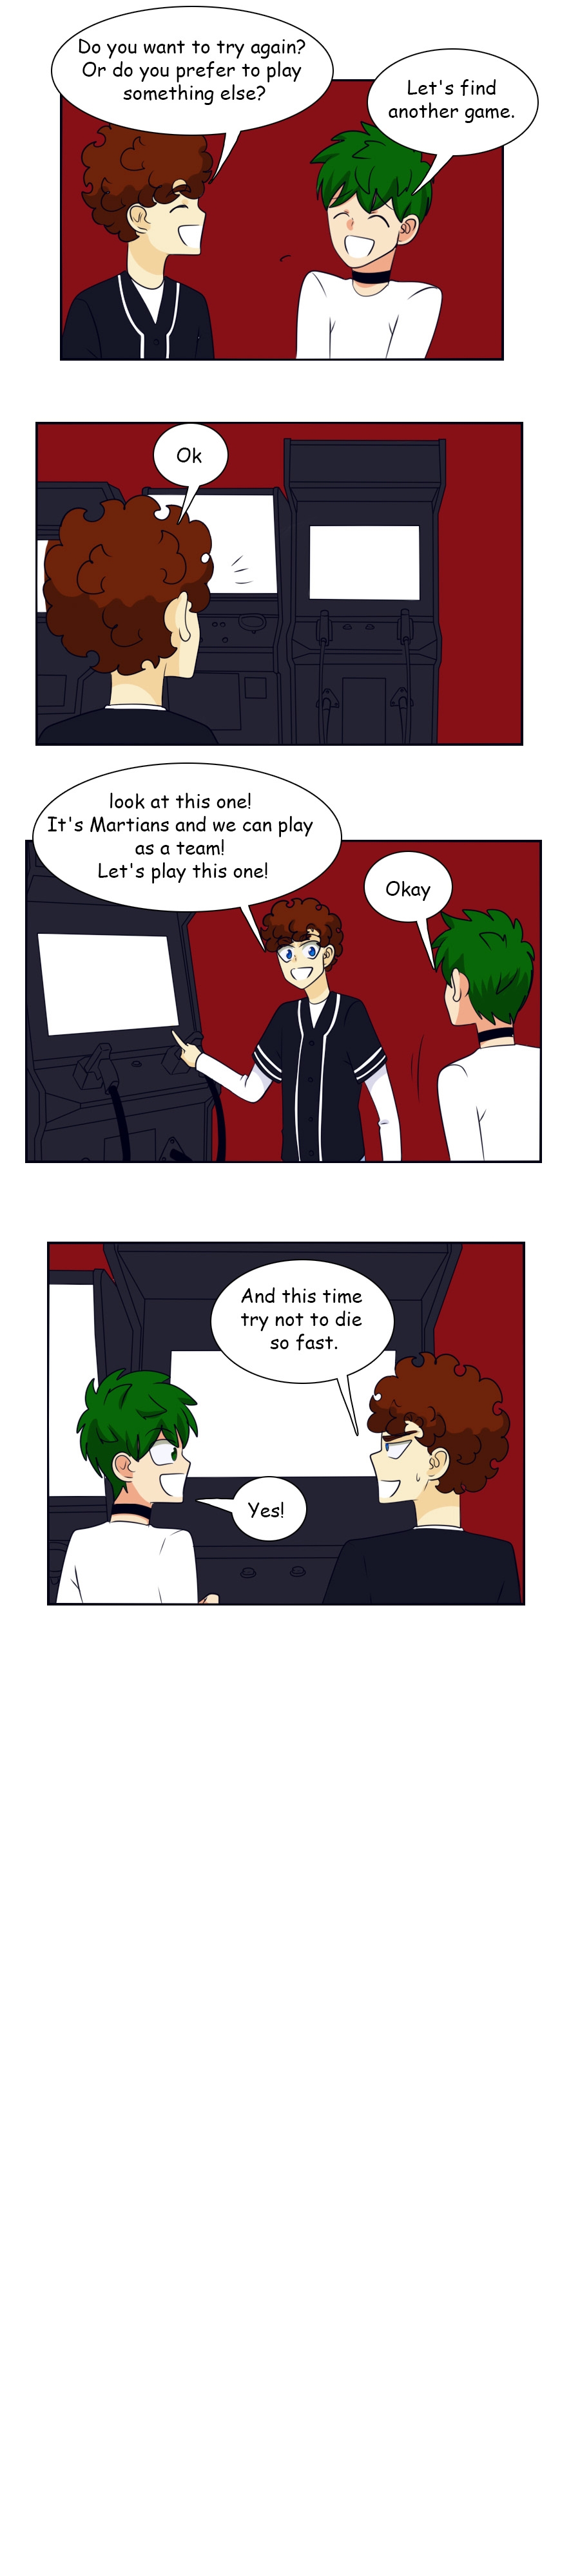 Do you want to try again?
Or do you prefer to play
something else?
Let's find
another game.
Ok
look at this one!
It's Martians and we can play
as a team!
Let's play this one!
Okay
And this time
try not to die
so fast.
Yes!